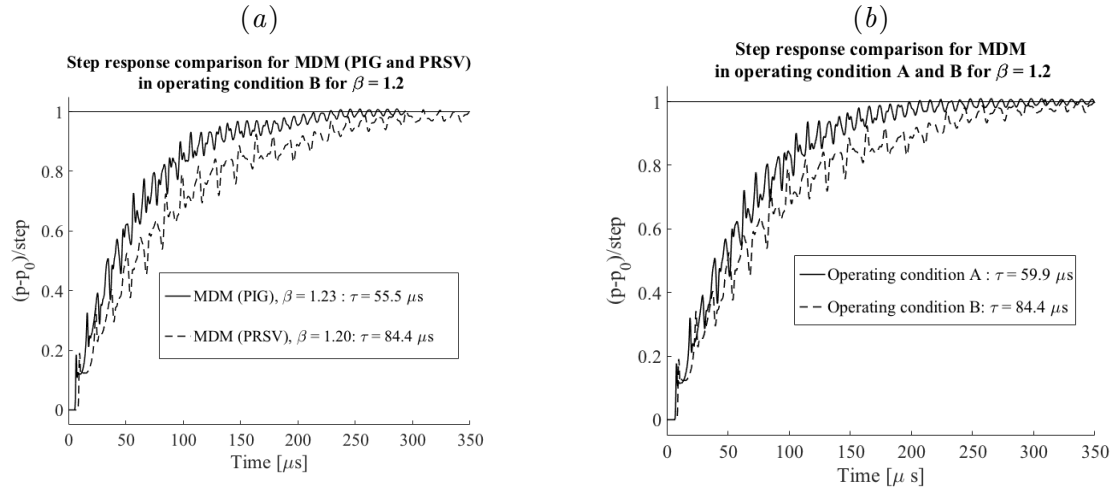 (a)
Step response comparison for MDM (PIG and PRSV)
in operating condition B for β = 1.2
1
0.8
0.6
0.4
0.2
0
(p-p0)/step
MDM (PIG), β = 1.23 : τ = 55.5 μs
MDM (PRSV), β = 1.20: τ = 84.4 μs
0 50 100 150 200 250 300 350
Time [μs]
(b)
Step response comparison for MDM
in operating condition A and B for β = 1.2
1
0.8
0.6
0.4
0.2
0
(p-p0)/step
Operating condition A : τ = 59.9 μs
Operating condition B: τ = 84.4 μs
0 50 100 150 200 250 300 350
Time [μ s]